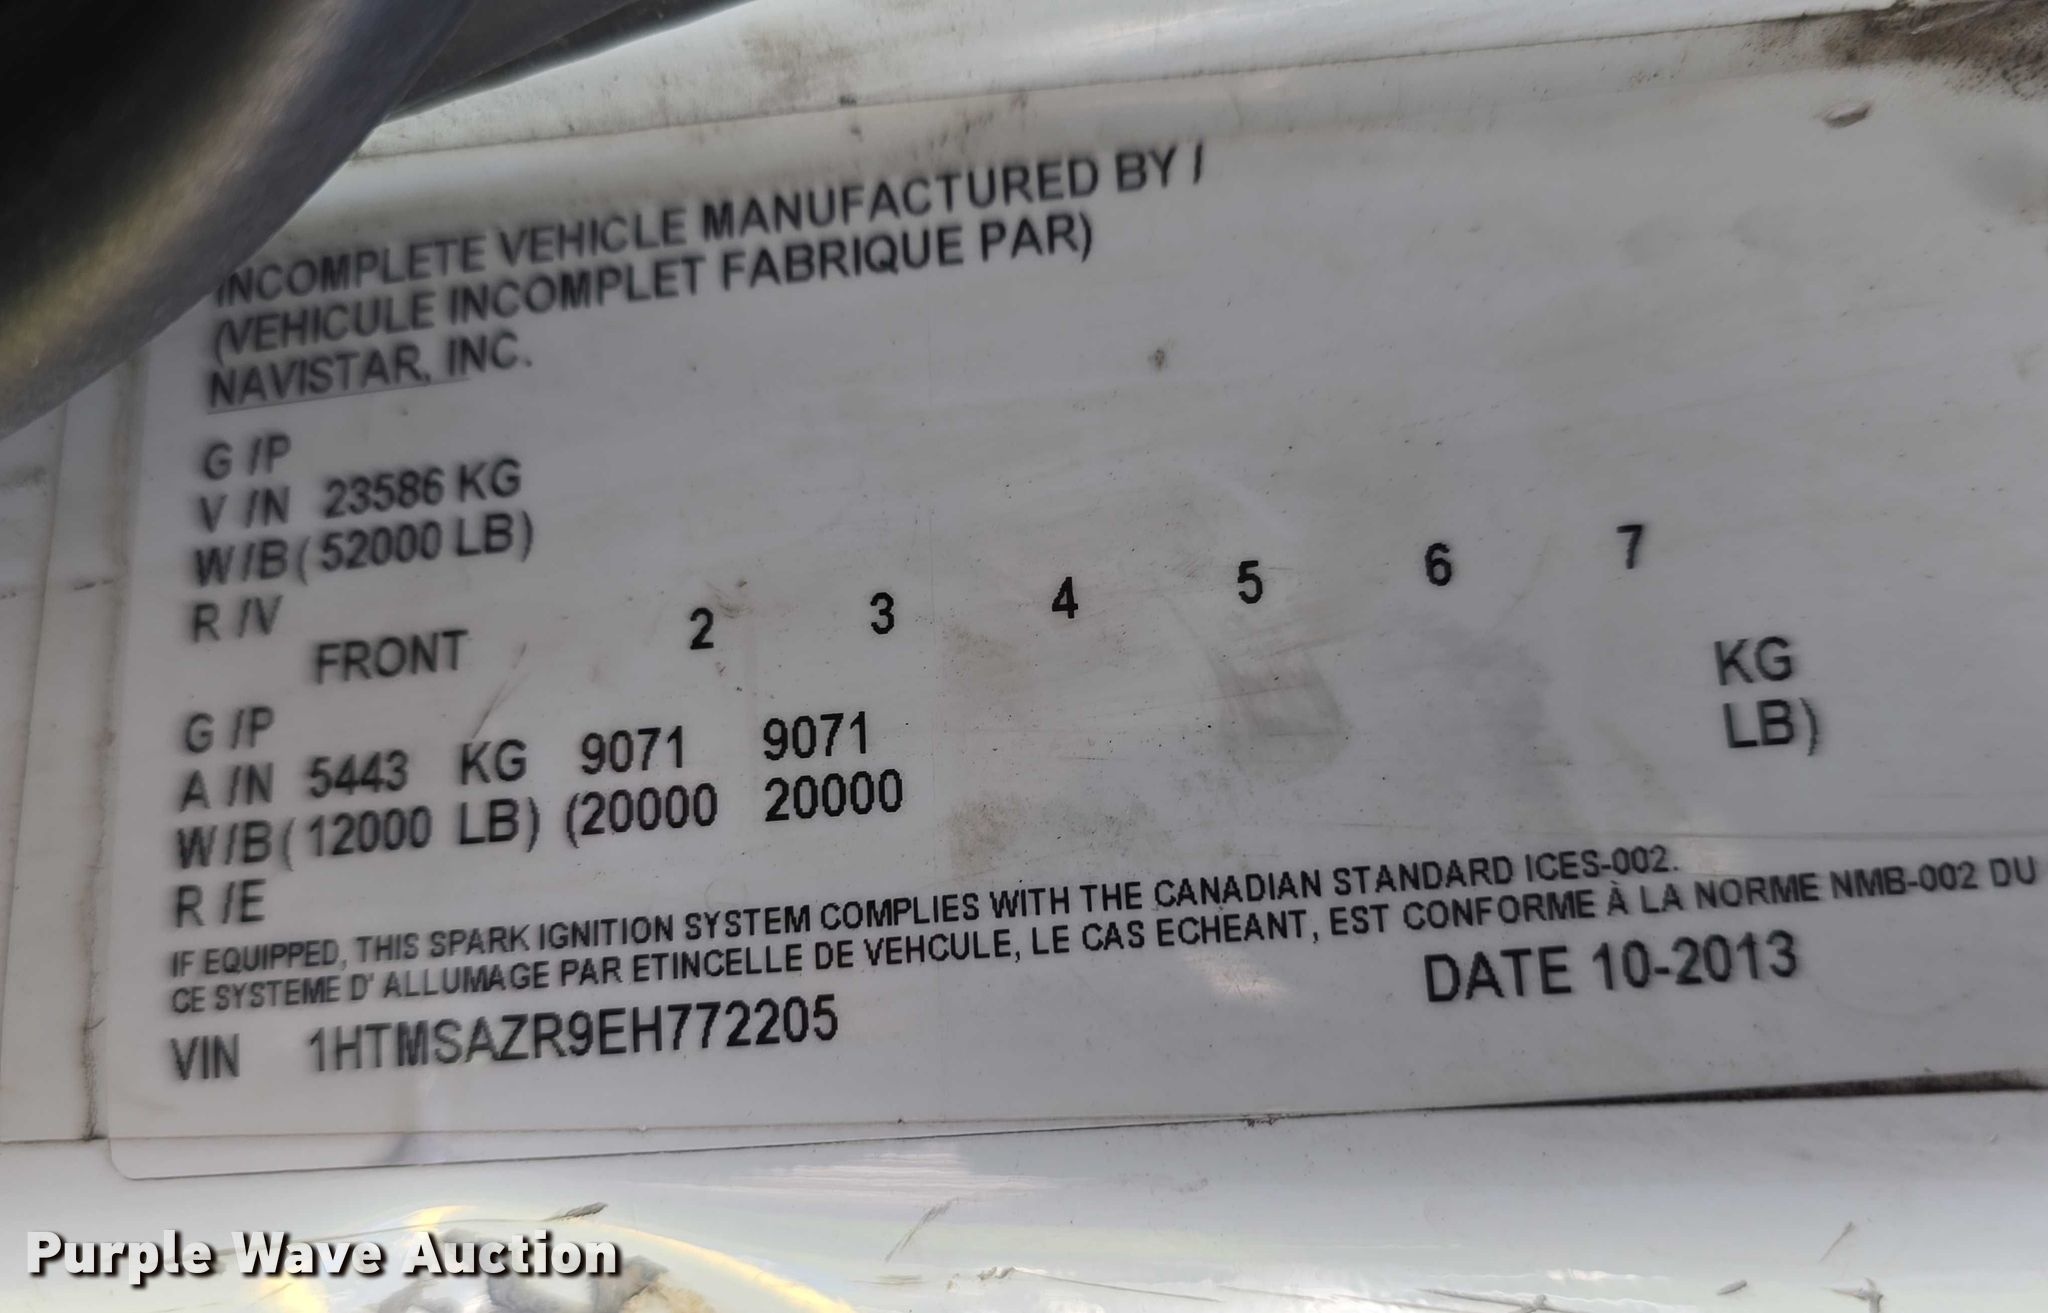 INCOMPLETE VEHICLE MANUFACTURED BY /
(VEHICULE INCOMPLET FABRIQUE PAR)
NAVISTAR, INC.
G /P
V /N 23586 KG
W/B( 52000 LB)
R /V
FRONT 2 3 4 5 6 7
G /P
A /N 5443 KG 9071 9071 KG
W/B( 12000 LB) (20000 20000 LB)
R /E
IF EQUIPPED, THIS SPARK IGNITION SYSTEM COMPLIES WITH THE CANADIAN STANDARD ICES-002.
CE SYSTEME D' ALLUMAGE PAR ETINCELLE DE VEHCULE, LE CAS ECHEANT, EST CONFORME À LA NORME NMB-002 DU
VIN 1HTMSAZR9EH772205 DATE 10-2013
Purple Wave Auction